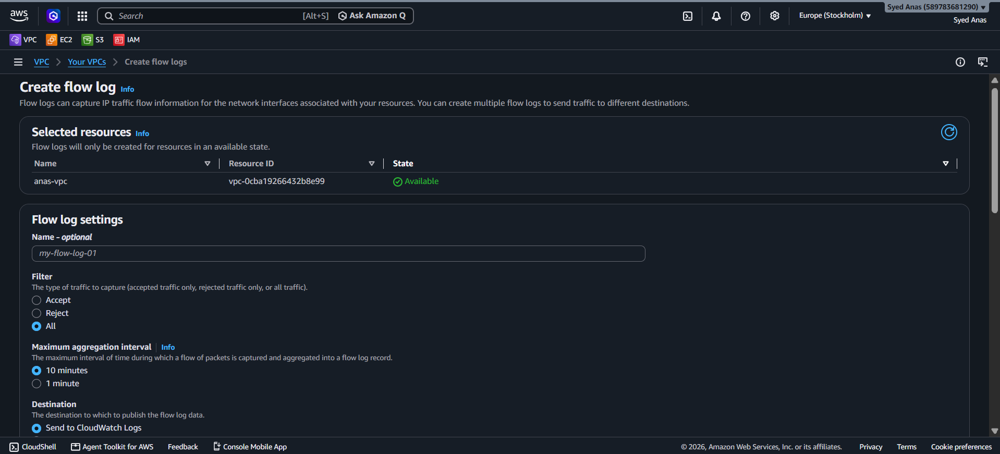 aws
Search [Alt+S] Ask Amazon Q
Europe (Stockholm)
Syed Anas (589783681290)
Syed Anas
VPC EC2 S3 IAM
VPC Your VPCs Create flow logs
Create flow log Info
Flow logs can capture IP traffic flow information for the network interfaces associated with your resources. You can create multiple flow logs to send traffic to different destinations.
Selected resources Info
Flow logs will only be created for resources in an available state.
Name Resource ID State
anas-vpc vpc-0cba19266432b8e99 Available
Flow log settings
Name - optional
my-flow-log-01
Filter
The type of traffic to capture (accepted traffic only, rejected traffic only, or all traffic).
Accept
Reject
All
Maximum aggregation interval Info
The maximum interval of time during which a flow of packets is captured and aggregated into a flow log record.
10 minutes
1 minute
Destination
The destination to which to publish the flow log data.
Send to CloudWatch Logs
CloudShell Agent Toolkit for AWS Feedback Console Mobile App © 2026, Amazon Web Services, Inc. or its affiliates. Privacy Terms Cookie preferences